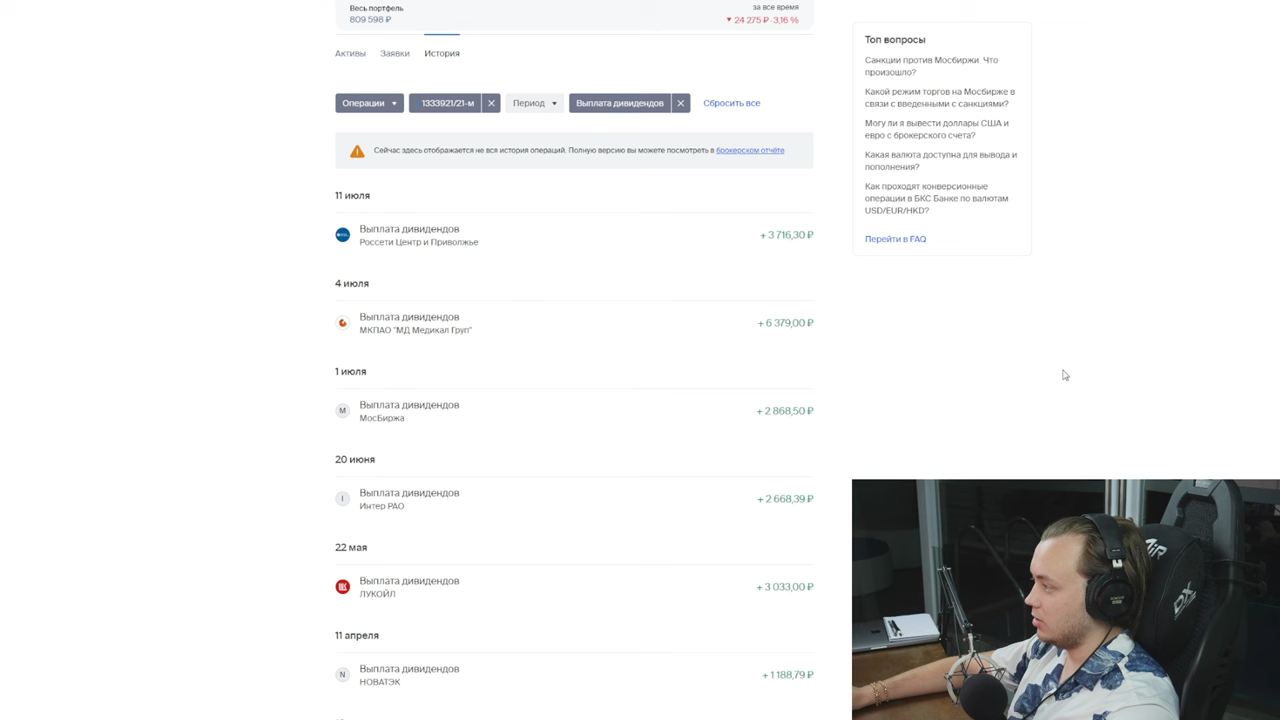 Весь портфель
809 598 ₽
за все время
▼ 24 275 ₽ · 3,16 %
Активы Заявки История
Операции 1333921/21-м Период Выплата дивидендов Сбросить все
Сейчас здесь отображается не вся история операций. Полную версию вы можете посмотреть в брокерском отчёте
11 июля
Выплата дивидендов
Россети Центр и Приволжье
+ 3 716,30 ₽
4 июля
Выплата дивидендов
МКПАО "МД Медикал Груп"
+ 6 379,00 ₽
1 июля
М
Выплата дивидендов
МосБиржа
+ 2 868,50 ₽
20 июня
I
Выплата дивидендов
Интер РАО
+ 2 668,39 ₽
22 мая
Выплата дивидендов
ЛУКОЙЛ
+ 3 033,00 ₽
11 апреля
N
Выплата дивидендов
НОВАТЭК
+ 1 188,79 ₽
Топ вопросы
Санкции против Мосбиржи. Что
произошло?
Какой режим торгов на Мосбирже в
связи с введенными с санкциями?
Могу ли я вывести доллары США и
евро с брокерского счета?
Какая валюта доступна для вывода и
пополнения?
Как проходят конверсионные
операции в БКС Банке по валютам
USD/EUR/HKD?
Перейти в FAQ